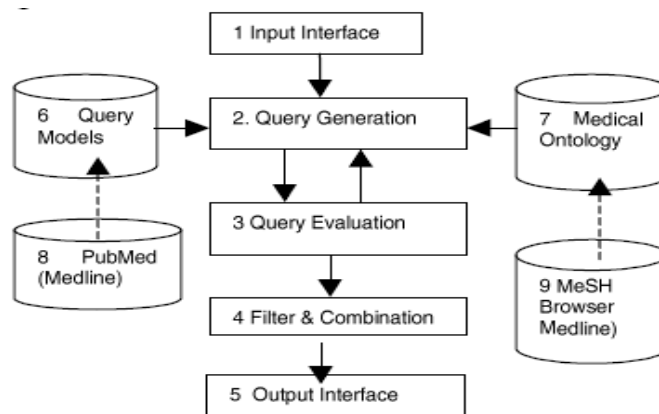 1 Input Interface
6 Query
Models
2. Query Generation
7 Medical
Ontology
3 Query Evaluation
8 PubMed
(Medline)
9 MeSH
Browser
Medline)
4 Filter & Combination
5 Output Interface